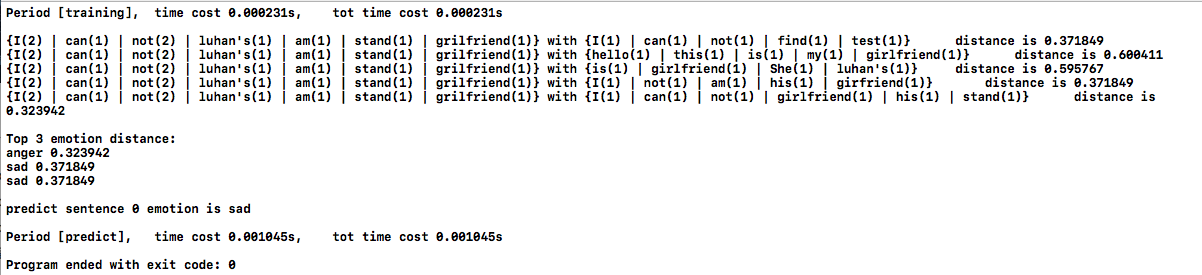 Period [training],   time cost 0.000231s,    tot time cost 0.000231s
{I(2) | can(1) | not(2) | luhan's(1) | am(1) | stand(1) | grilfriend(1)} with {I(1) | can(1) | not(1) | find(1) | test(1)}      distance is 0.371849
{I(2) | can(1) | not(2) | luhan's(1) | am(1) | stand(1) | grilfriend(1)} with {hello(1) | this(1) | is(1) | my(1) | grlfriend(1)}      distance is 0.600411
{I(2) | can(1) | not(2) | luhan's(1) | am(1) | stand(1) | grilfriend(1)} with {is(1) | girlfriend(1) | She(1) | luhan's(1)}      distance is 0.595767
{I(2) | can(1) | not(2) | luhan's(1) | am(1) | stand(1) | grilfriend(1)} with {I(1) | not(1) | am(1) | his(1) | girfriend(1)}      distance is 0.371849
{I(2) | can(1) | not(2) | luhan's(1) | am(1) | stand(1) | grilfriend(1)} with {I(1) | can(1) | not(1) | girlfriend(1) | his(1) | stand(1)}      distance is
0.323942
Top 3 emotion distance:
anger 0.323942
sad 0.371849
sad 0.371849
predict sentence 0 emotion is sad
Period [predict],   time cost 0.001045s,    tot time cost 0.001045s
Program ended with exit code: 0